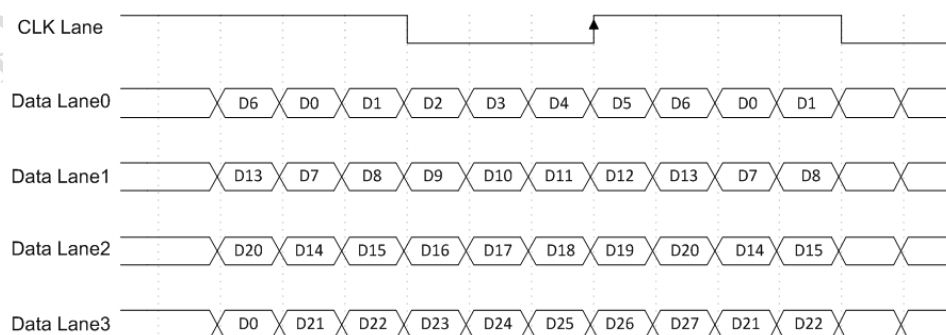 CLK Lane
Data Lane0 D6 D0 D1 D2 D3 D4 D5 D6 D0 D1
Data Lane1 D13 D7 D8 D9 D10 D11 D12 D13 D7 D8
Data Lane2 D20 D14 D15 D16 D17 D18 D19 D20 D14 D15
Data Lane3 D0 D21 D22 D23 D24 D25 D26 D27 D21 D22